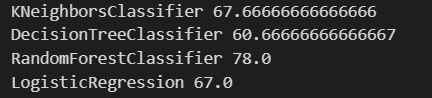 KNeighborsClassifier 67.66666666666666
DecisionTreeClassifier 60.66666666666667
RandomForestClassifier 78.0
LogisticRegression 67.0